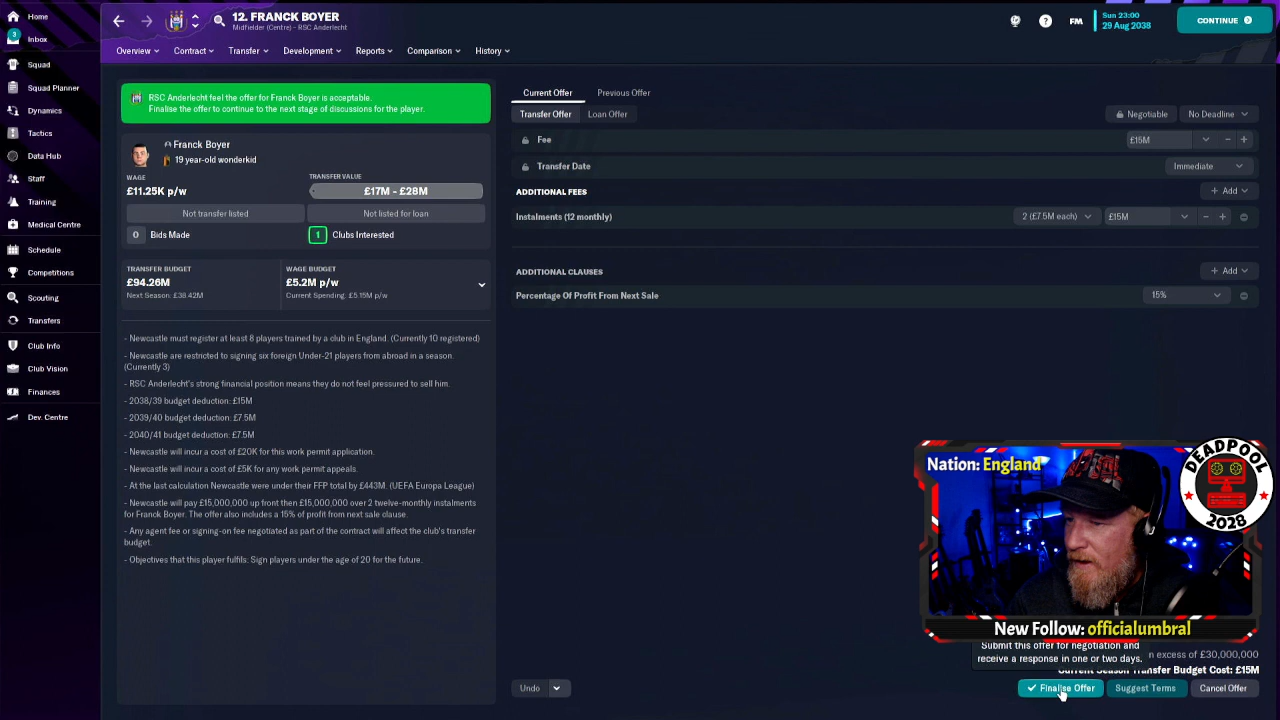 Home
3
Inbox
Squad
Squad Planner
Dynamics
Tactics
Data Hub
Staff
Training
Medical Centre
Schedule
Competitions
Scouting
Transfers
Club Info
Club Vision
Finances
Dev. Centre
12. FRANCK BOYER
Midfielder (Centre) - RSC Anderlecht
?
FM
Sun 23:00
29 Aug 2038
CONTINUE
Overview
Contract
Transfer
Development
Reports
Comparison
History
RSC Anderlecht feel the offer for Franck Boyer is acceptable.
Finalise the offer to continue to the next stage of discussions for the player.
Franck Boyer
19 year-old wonderkid
WAGE
£11.25K p/w
TRANSFER VALUE
£17M - £28M
Not transfer listed
Not listed for loan
0 Bids Made
1 Clubs Interested
TRANSFER BUDGET
£94.26M
Next Season: £38.42M
WAGE BUDGET
£5.2M p/w
Current Spending: £5.15M p/w
- Newcastle must register at least 8 players trained by a club in England. (Currently 10 registered)
- Newcastle are restricted to signing six foreign Under-21 players from abroad in a season.
(Currently 3)
- RSC Anderlecht's strong financial position means they do not feel pressured to sell him.
- 2038/39 budget deduction: £15M
- 2039/40 budget deduction: £7.5M
- 2040/41 budget deduction: £7.5M
- Newcastle will incur a cost of £20K for this work permit application.
- Newcastle will incur a cost of £5K for any work permit appeals.
- At the last calculation Newcastle were under their FFP total by £443M. (UEFA Europa League)
- Newcastle will pay £15,000,000 up front then £15,000,000 over 2 twelve-monthly instalments
for Franck Boyer. The offer also includes a 15% of profit from next sale clause.
- Any agent fee or signing-on fee negotiated as part of the contract will affect the club's transfer
budget.
- Objectives that this player fulfils: Sign players under the age of 20 for the future.
Current Offer
Previous Offer
Transfer Offer
Loan Offer
Negotiable
No Deadline
Fee
£15M
Transfer Date
Immediate
ADDITIONAL FEES
+ Add
Instalments (12 monthly)
2 (£7.5M each)
£15M
ADDITIONAL CLAUSES
+ Add
Percentage Of Profit From Next Sale
15%
Nation: England
DEADPOOL
2028
New Follow: officialumbral
Submit this offer for negotiation and
receive a response in one or two days.
n excess of £30,000,000
Current Season Transfer Budget Cost: £15M
Undo
Finalise Offer
Suggest Terms
Cancel Offer